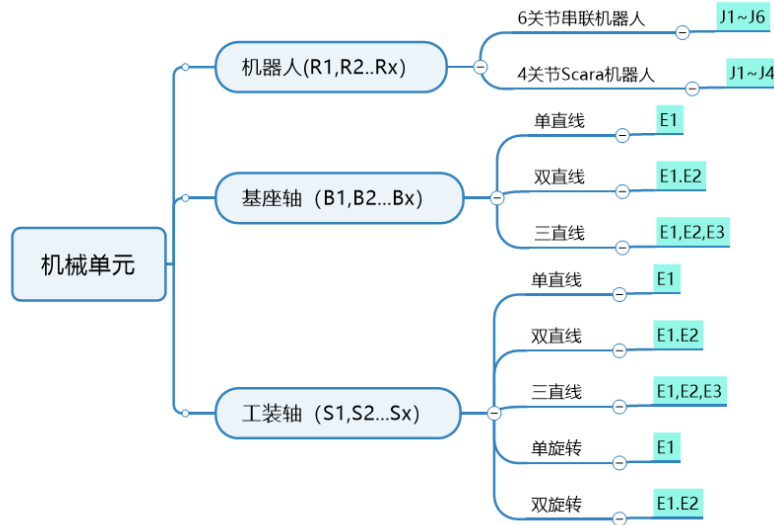 机械单元
机器人(R1,R2..Rx)
6关节串联机器人
J1~J6
4关节Scara机器人
J1~J4
基座轴（B1,B2...Bx）
单直线
E1
双直线
E1.E2
三直线
E1,E2,E3
工装轴（S1,S2...Sx）
单直线
E1
双直线
E1.E2
三直线
E1,E2,E3
单旋转
E1
双旋转
E1.E2